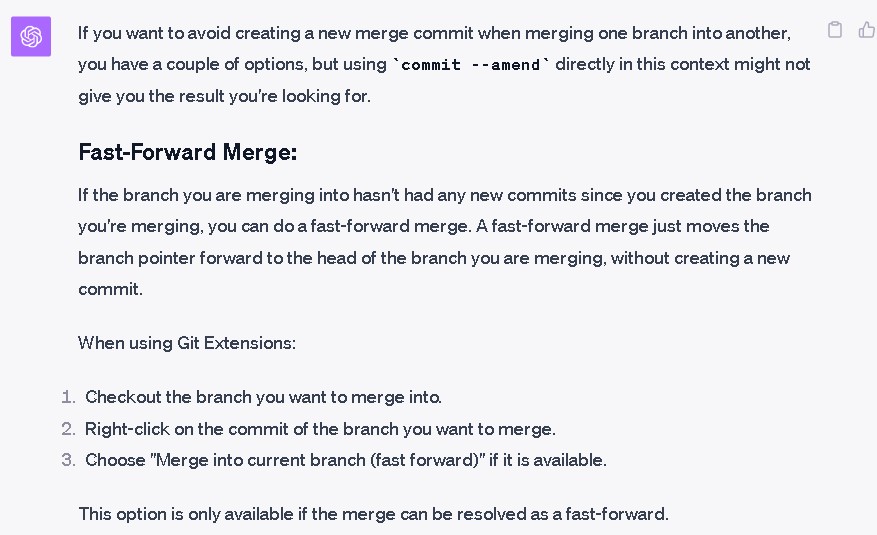 If you want to avoid creating a new merge commit when merging one branch into another,
you have a couple of options, but using `commit --amend` directly in this context might not
give you the result you're looking for.
Fast-Forward Merge:
If the branch you are merging into hasn't had any new commits since you created the branch
you're merging, you can do a fast-forward merge. A fast-forward merge just moves the
branch pointer forward to the head of the branch you are merging, without creating a new
commit.
When using Git Extensions:
1. Checkout the branch you want to merge into.
2. Right-click on the commit of the branch you want to merge.
3. Choose "Merge into current branch (fast forward)" if it is available.
This option is only available if the merge can be resolved as a fast-forward.